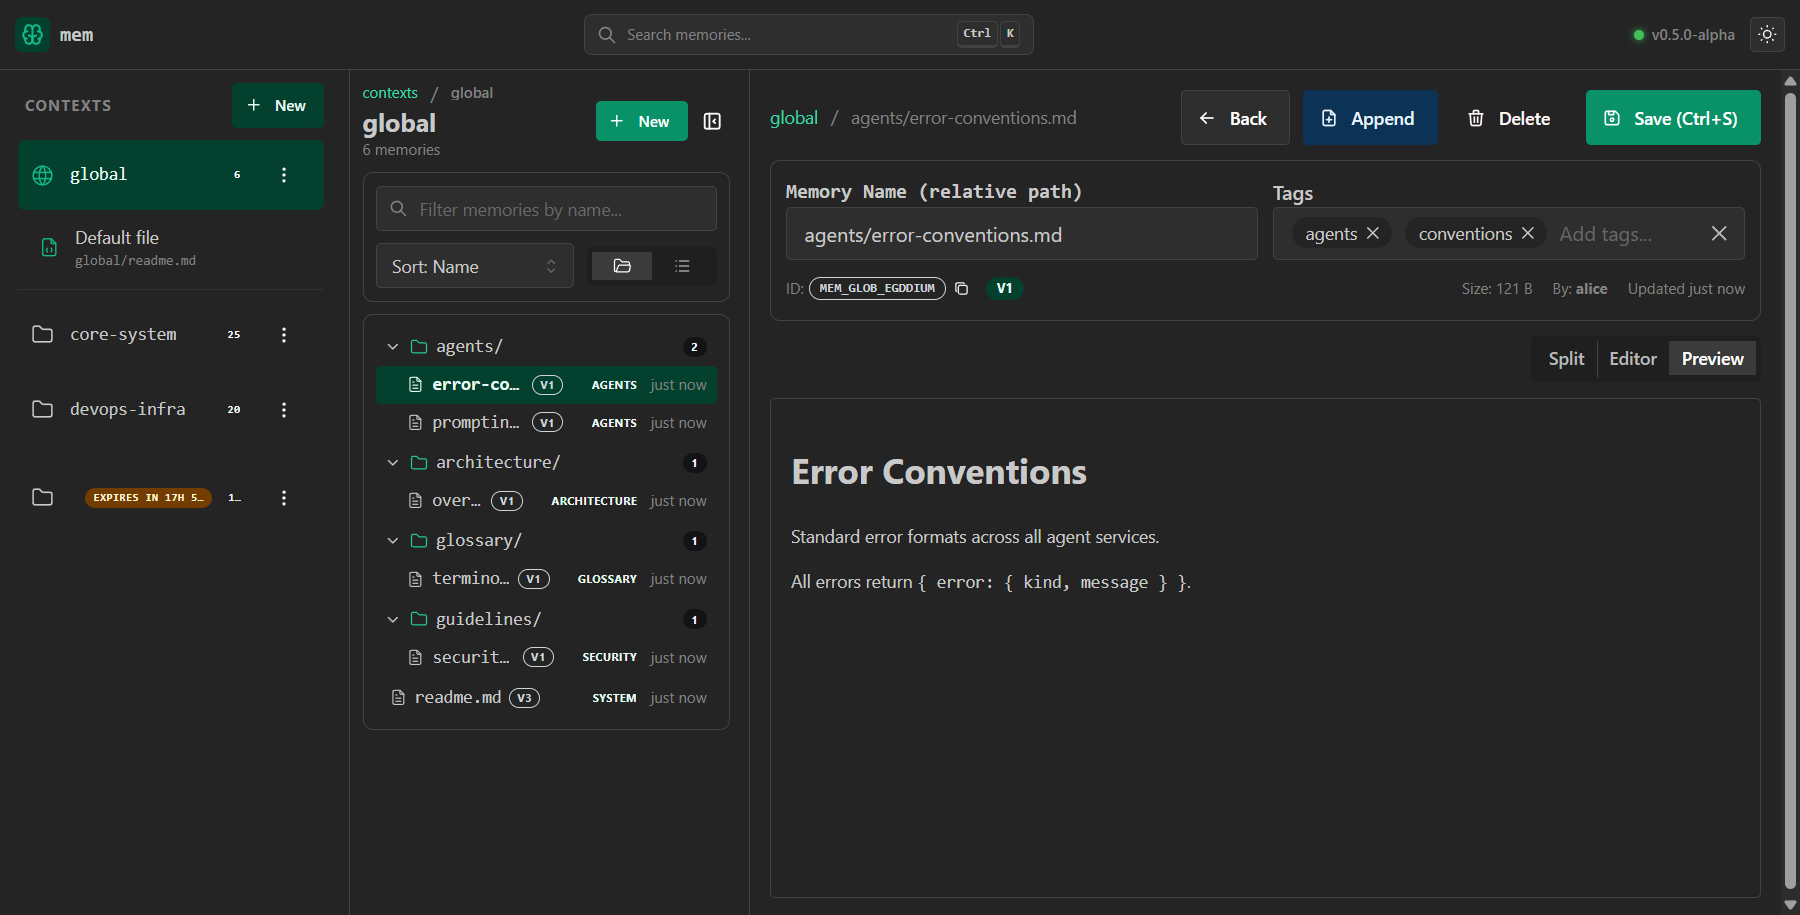 mem
Search memories...
Ctrl K
v0.5.0-alpha
CONTEXTS
New
global 6
Default file
global/readme.md
core-system 25
devops-infra 20
EXPIRES IN 17H 5… 1…
contexts / global
global
6 memories
New
Filter memories by name...
Sort: Name
agents/ 2
error-co… V1 AGENTS just now
promptin… V1 AGENTS just now
architecture/ 1
over… V1 ARCHITECTURE just now
glossary/ 1
termino… V1 GLOSSARY just now
guidelines/ 1
securit… V1 SECURITY just now
readme.md V3 SYSTEM just now
global / agents/error-conventions.md
Back
Append
Delete
Save (Ctrl+S)
Memory Name (relative path)
agents/error-conventions.md
Tags
agents conventions Add tags...
ID: MEM_GLOB_EGDDIUM V1
Size: 121 B By: alice Updated just now
Split Editor Preview
Error Conventions
Standard error formats across all agent services.
All errors return { error: { kind, message } }.